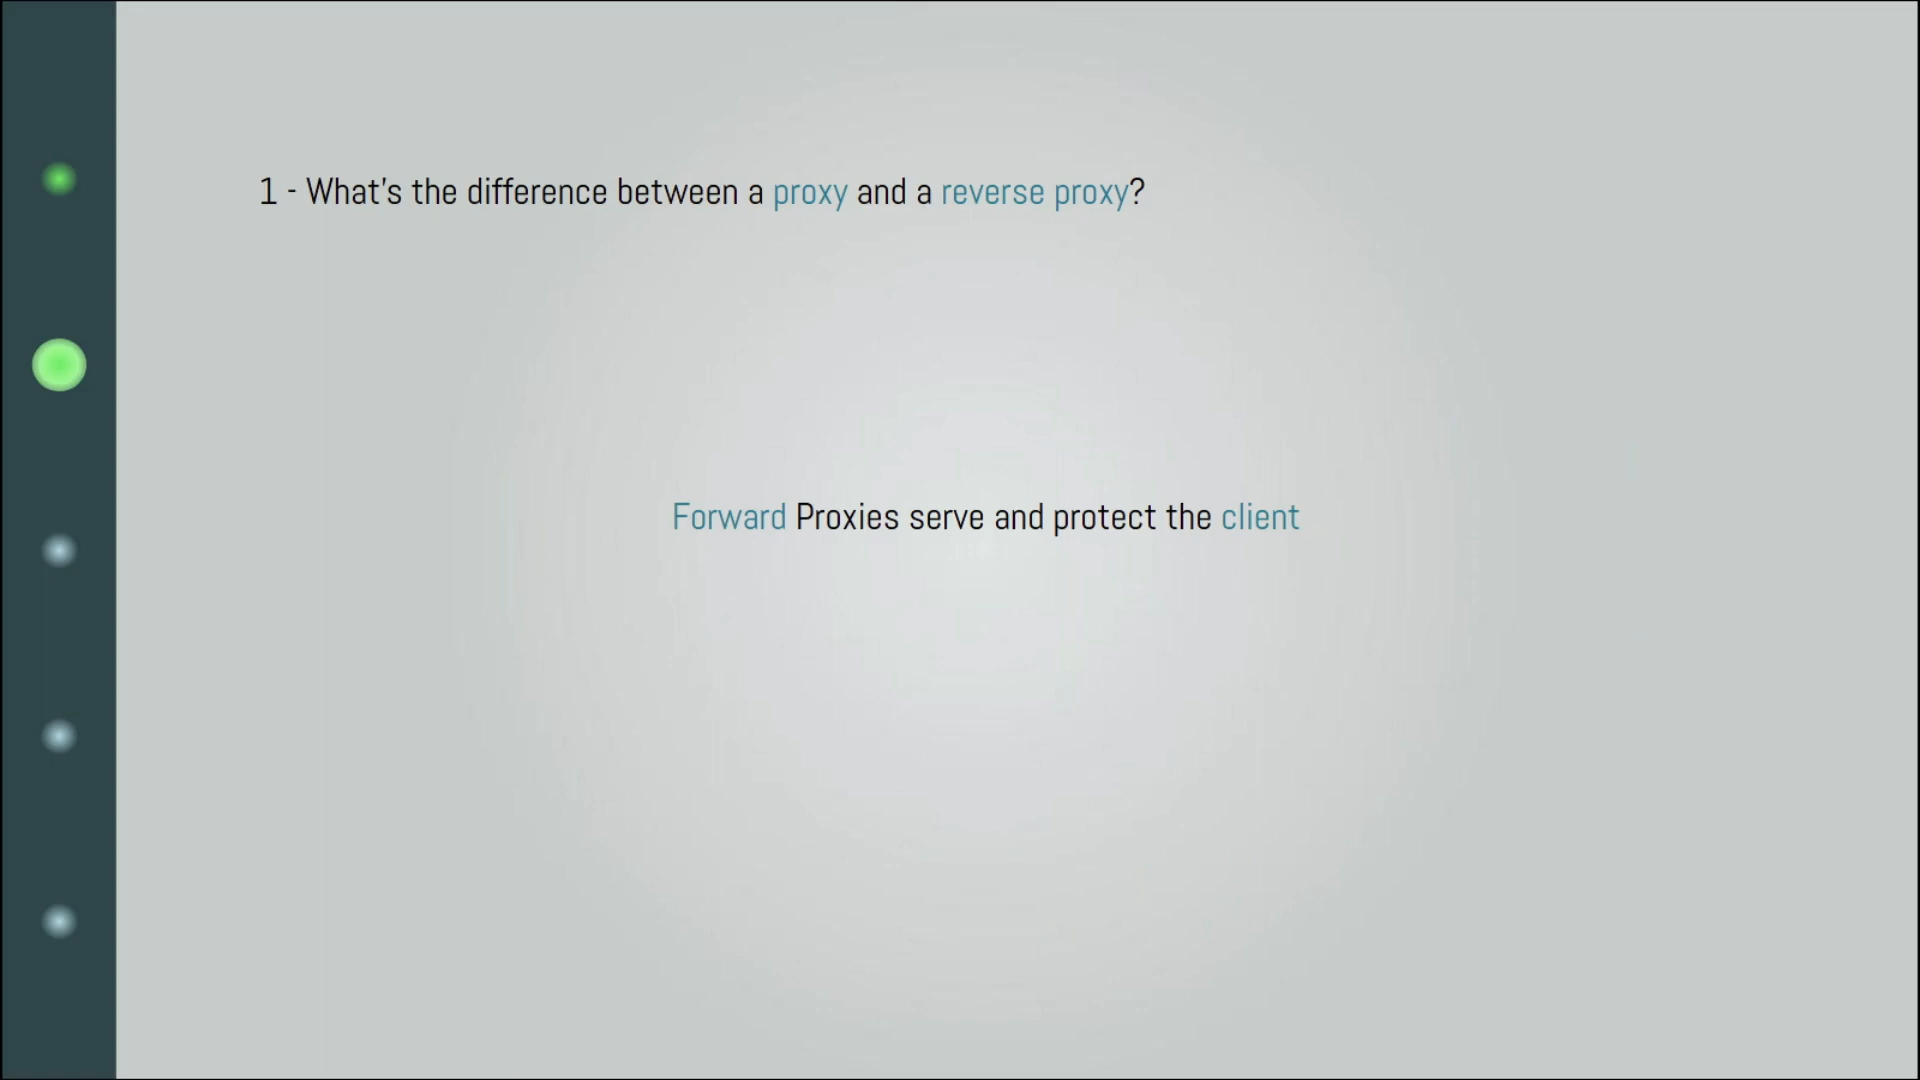 1 - What's the difference between a proxy and a reverse proxy?
Forward Proxies serve and protect the client